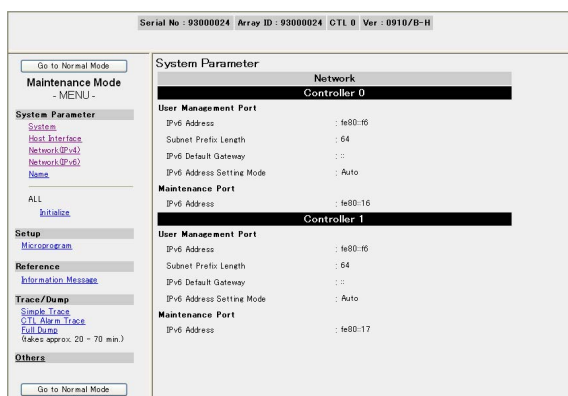 Serial No : 93000024 Array ID : 93000024 CTL 0 Ver : 0910/B-H
Go to Normal Mode
Maintenance Mode
- MENU -
System Parameter
System
Host Interface
Network(IPv4)
Network(IPv6)
Name
ALL
Initialize
Setup
Microprogram
Reference
Information Message
Trace/Dump
Simple Trace
CTL Alarm Trace
Full Dump
(takes approx. 20 - 70 min.)
Others
Go to Normal Mode
System Parameter
Network
Controller 0
User Management Port
IPv6 Address : fe80::f6
Subnet Prefix Length : 64
IPv6 Default Gateway : ::
IPv6 Address Setting Mode : Auto
Maintenance Port
IPv6 Address : fe80::16
Controller 1
User Management Port
IPv6 Address : fe80::f6
Subnet Prefix Length : 64
IPv6 Default Gateway : ::
IPv6 Address Setting Mode : Auto
Maintenance Port
IPv6 Address : fe80::17